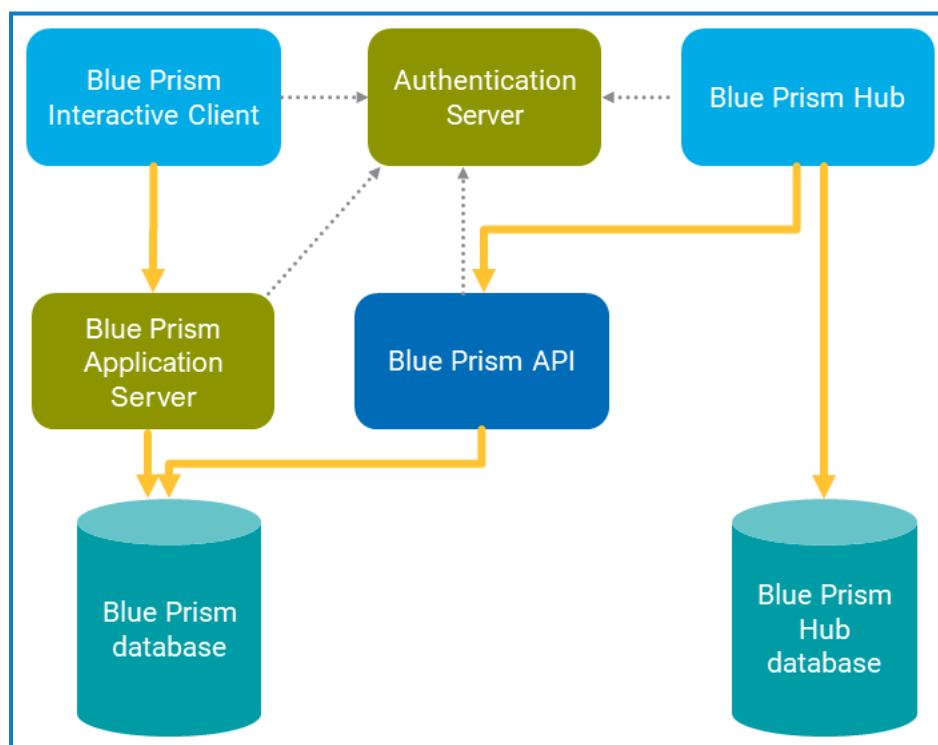 Blue Prism
Interactive Client
Authentication
Server
Blue Prism Hub
Blue Prism
Application
Server
Blue Prism API
Blue Prism
database
Blue Prism
Hub
database